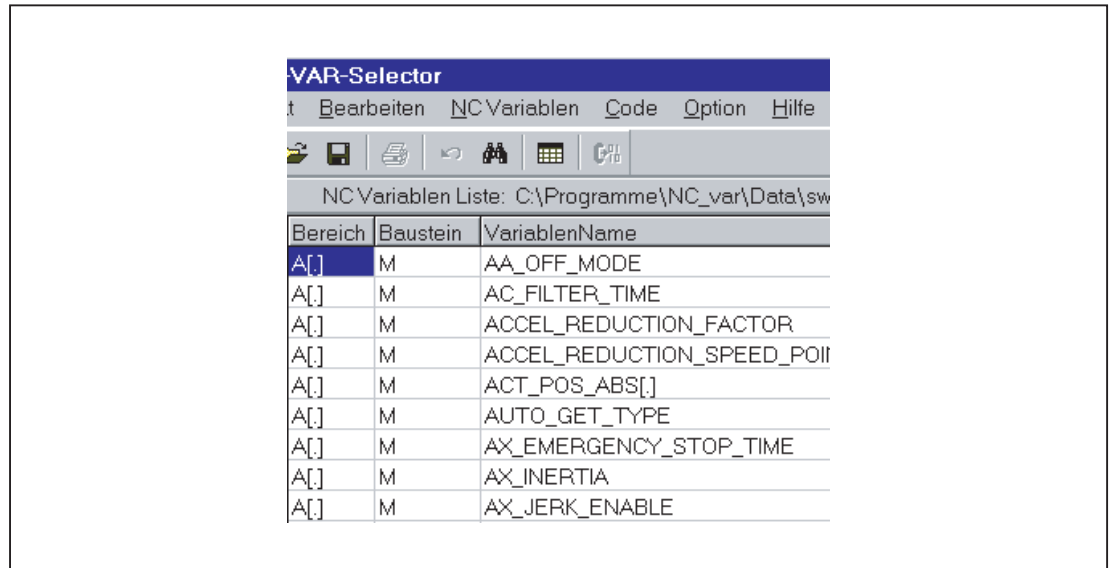 -VAR-Selector
t Bearbeiten NC Variablen Code Option Hilfe
NC Variablen Liste: C:\Programme\NC_var\Data\sw
Bereich Baustein VariablenName
A[.] M AA_OFF_MODE
A[.] M AC_FILTER_TIME
A[.] M ACCEL_REDUCTION_FACTOR
A[.] M ACCEL_REDUCTION_SPEED_POI
A[.] M ACT_POS_ABS[.]
A[.] M AUTO_GET_TYPE
A[.] M AX_EMERGENCY_STOP_TIME
A[.] M AX_INERTIA
A[.] M AX_JERK_ENABLE